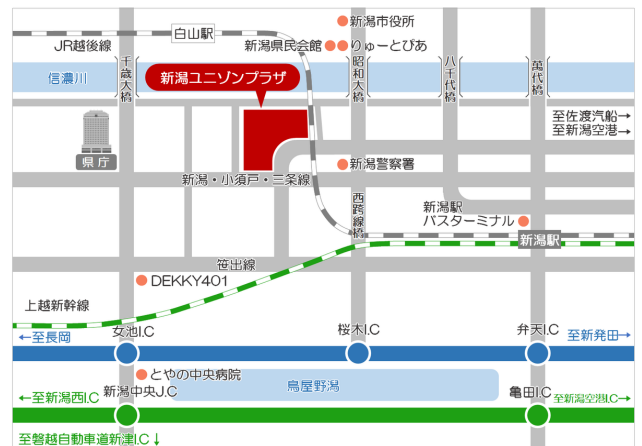 新潟市役所
白山駅
JR越後線
新潟県民会館
りゅーとぴあ
千歳大橋
昭和大橋
八千代橋
萬代橋
信濃川
新潟ユニゾンプラザ
至佐渡汽船→
至新潟空港→
県庁
新潟警察署
新潟・小須戸・三条線
西跨線橋
新潟駅
バスターミナル
新潟駅
笹出線
DEKKY401
上越新幹線
女池I.C
桜木I.C
弁天I.C
←至長岡
至新発田→
とやの中央病院
新潟中央J.C
鳥屋野潟
亀田I.C
←至新潟西I.C
至新潟空港I.C→
至磐越自動車道新津I.C↓